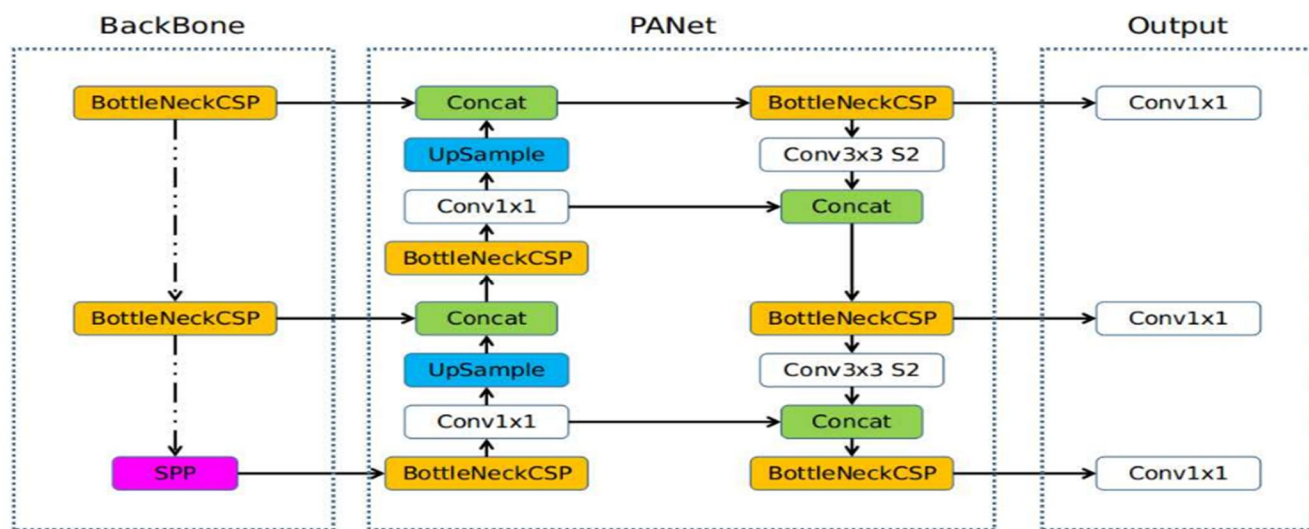 BackBone
PANet
Output
BottleNeckCSP
Concat
BottleNeckCSP
Conv1x1
UpSample
Conv3x3 S2
Conv1x1
Concat
BottleNeckCSP
BottleNeckCSP
Concat
BottleNeckCSP
Conv1x1
UpSample
Conv3x3 S2
Conv1x1
Concat
SPP
BottleNeckCSP
BottleNeckCSP
Conv1x1